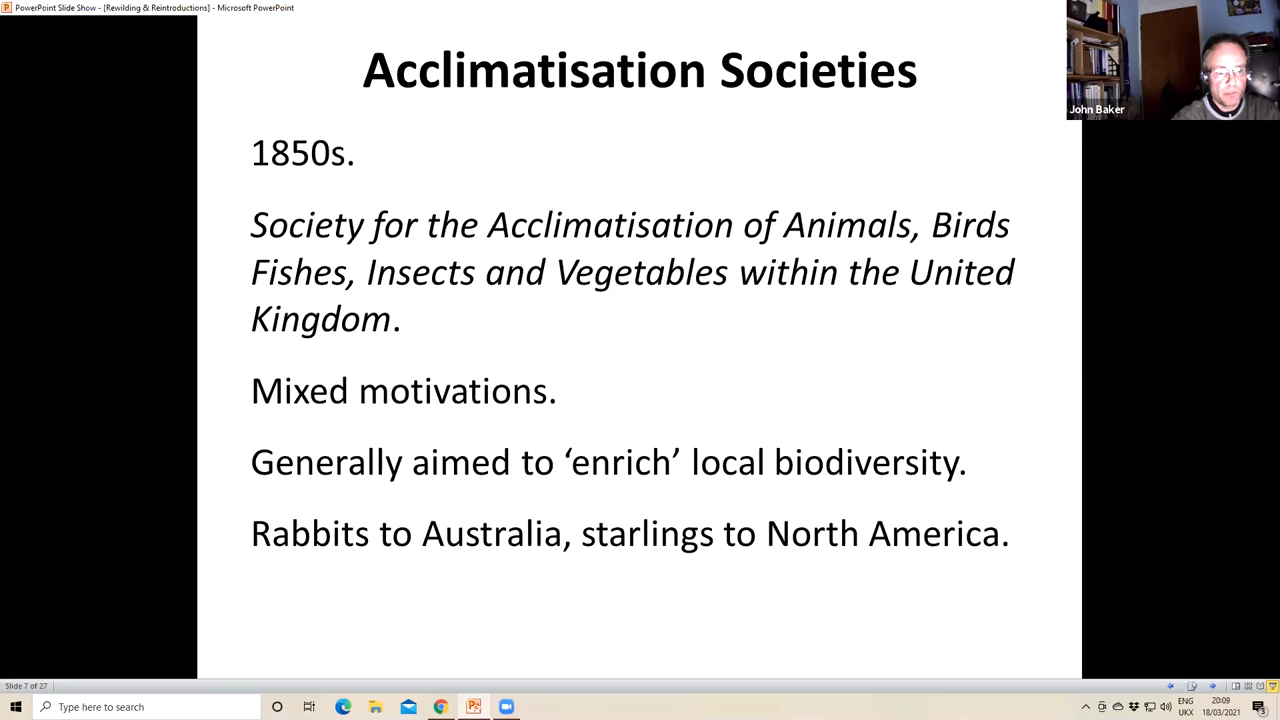 PowerPoint Slide Show - [Rewilding & Reintroductions] - Microsoft PowerPoint
Acclimatisation Societies
John Baker
1850s.
Society for the Acclimatisation of Animals, Birds
Fishes, Insects and Vegetables within the United
Kingdom.
Mixed motivations.
Generally aimed to ‘enrich’ local biodiversity.
Rabbits to Australia, starlings to North America.
Slide 7 of 27
Type here to search
ENG
UKX
20:09
18/03/2021
3